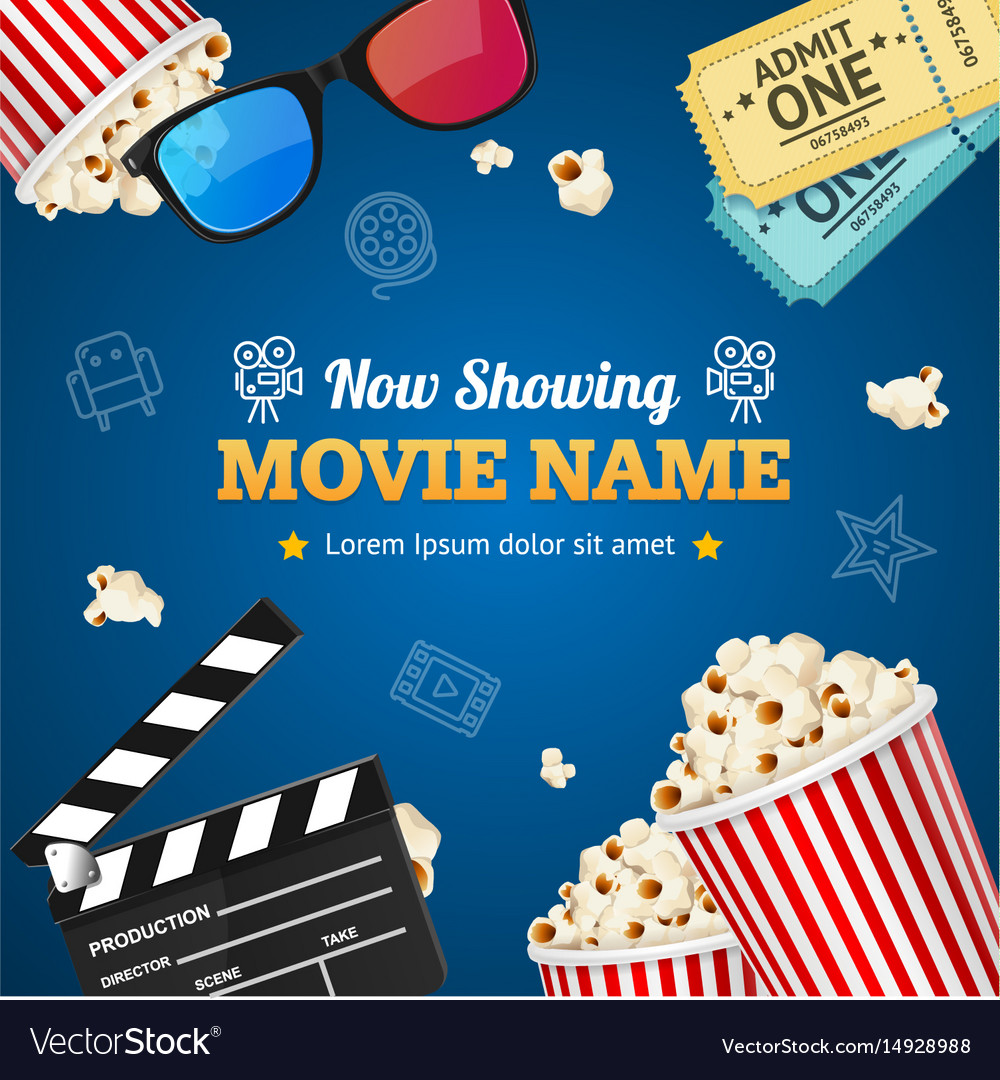 ADMIT
ONE
06758493
067584
ONE
06758493
Now Showing
MOVIE NAME
Lorem Ipsum dolor sit amet
PRODUCTION
DIRECTOR
SCENE
TAKE
VectorStock®
VectorStock.com/14928988